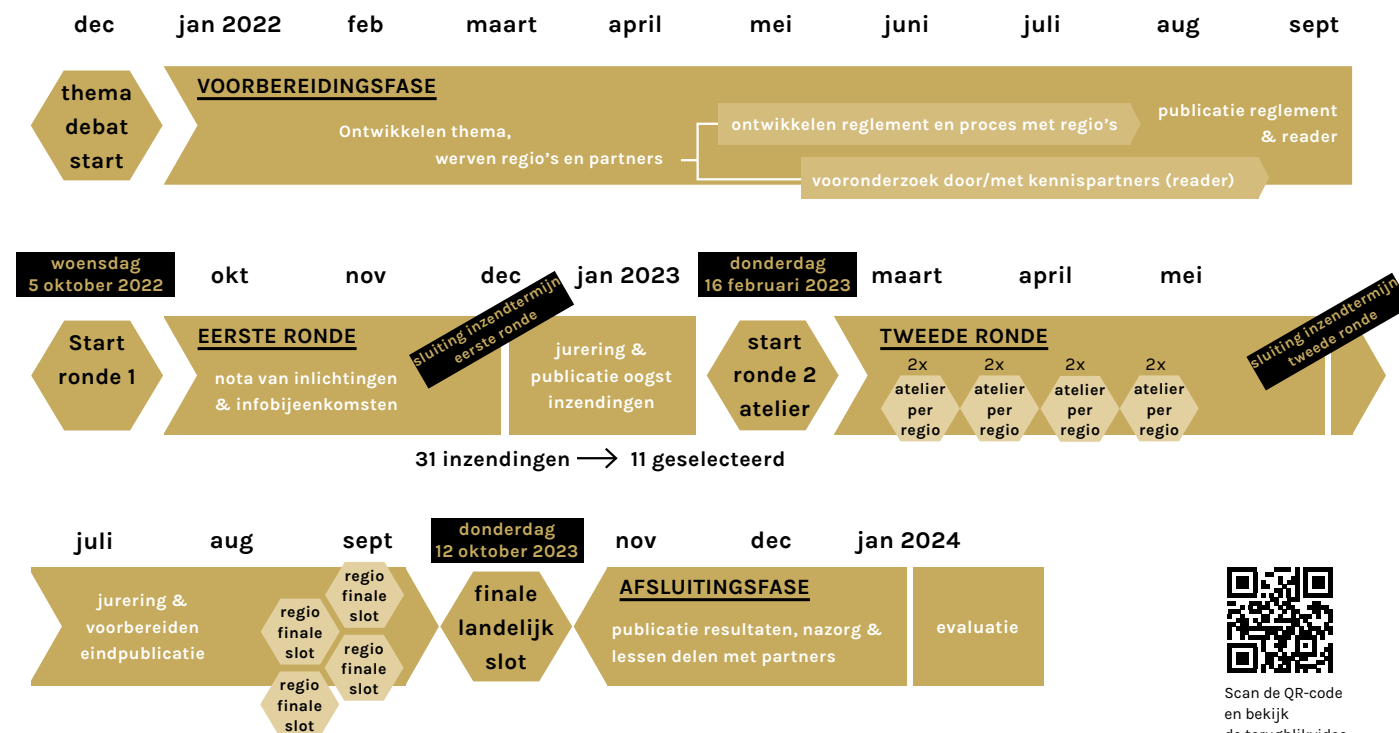 dec jan 2022 feb maart april mei juni juli aug sept
thema
debat
start
VOORBEREIDINGSFASE
Ontwikkelen thema,
werven regio's en partners
ontwikkelen reglement en proces met regio's
vooronderzoek door/met kennispartners (reader)
publicatie reglement
& reader
woensdag
5 oktober 2022
okt nov dec jan 2023
donderdag
16 februari 2023
maart april mei
Start
ronde 1
EERSTE RONDE
nota van inlichtingen
& infobijeenkomsten
sluiting inzendtermijn
eerste ronde
jurering &
publicatie oogst
inzendingen
start
ronde 2
atelier
TWEEDE RONDE
2x
atelier
per
regio
2x
atelier
per
regio
2x
atelier
per
regio
2x
atelier
per
regio
sluiting inzendtermijn
tweede ronde
31 inzendingen → 11 geselecteerd
juli aug sept
donderdag
12 oktober 2023
nov dec jan 2024
jurering &
voorbereiden
eindpublicatie
regio
finale
slot
regio
finale
slot
regio
finale
slot
regio
finale
slot
finale
landelijk
slot
AFSLUITINGSFASE
publicatie resultaten, nazorg &
lessen delen met partners
evaluatie
Scan de QR-code
en bekijk
de terugblikvideo